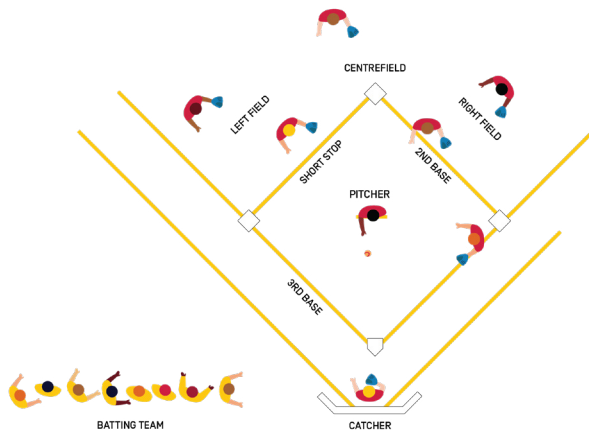 CENTREFIELD
LEFT FIELD
RIGHT FIELD
SHORT STOP
2ND BASE
PITCHER
3RD BASE
BATTING TEAM
CATCHER